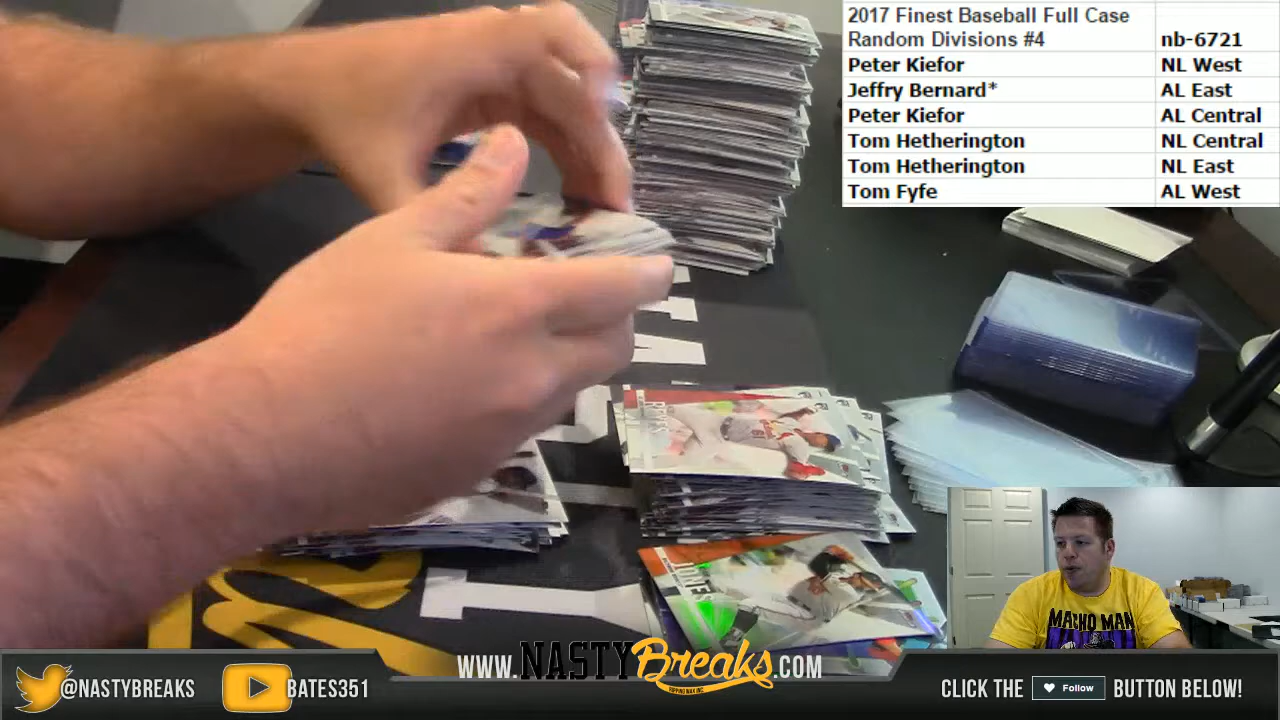 2017 Finest Baseball Full Case
Random Divisions #4 nb-6721
Peter Kiefor NL West
Jeffry Bernard* AL East
Peter Kiefor AL Central
Tom Hetherington NL Central
Tom Hetherington NL East
Tom Fyfe AL West
JONES
MACHO MAN
@NASTYBREAKS
BATES351
WWW.NASTYBreaks.COM
CLICK THE Follow BUTTON BELOW!